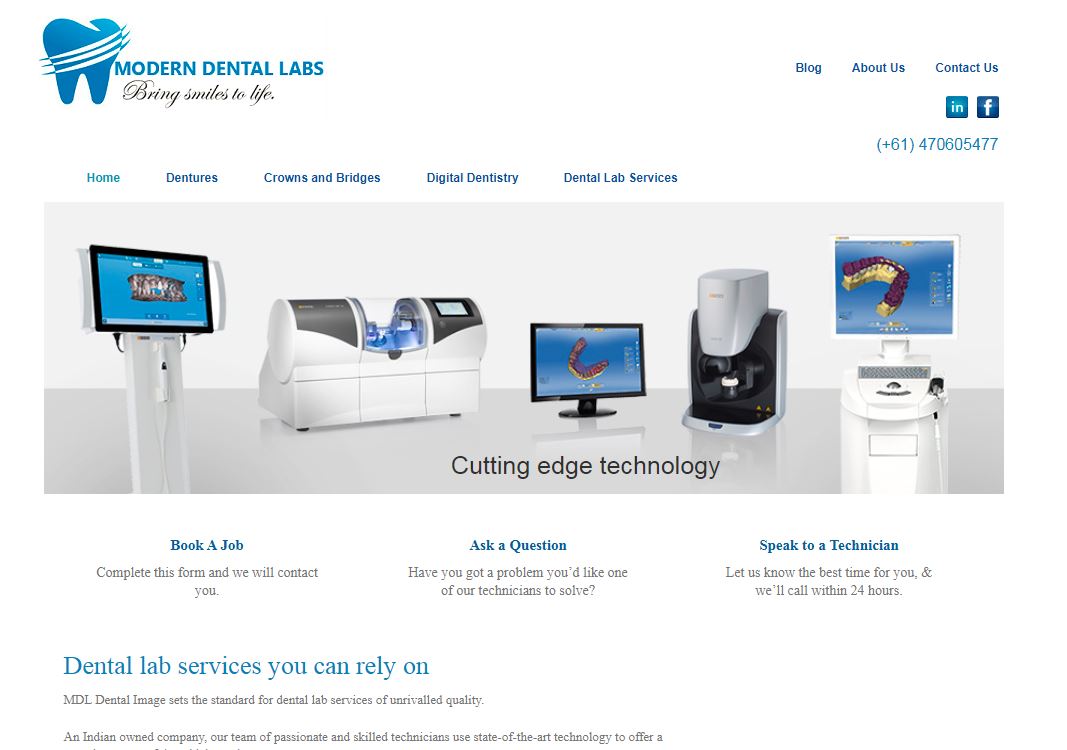 MODERN DENTAL LABS
Bring smiles to life.
Blog About Us Contact Us
in f
(+61) 470605477
Home Dentures Crowns and Bridges Digital Dentistry Dental Lab Services
Cutting edge technology
Book A Job
Complete this form and we will contact
you.
Ask a Question
Have you got a problem you’d like one
of our technicians to solve?
Speak to a Technician
Let us know the best time for you, &
we’ll call within 24 hours.
Dental lab services you can rely on
MDL Dental Image sets the standard for dental lab services of unrivalled quality.
An Indian owned company, our team of passionate and skilled technicians use state-of-the-art technology to offer a